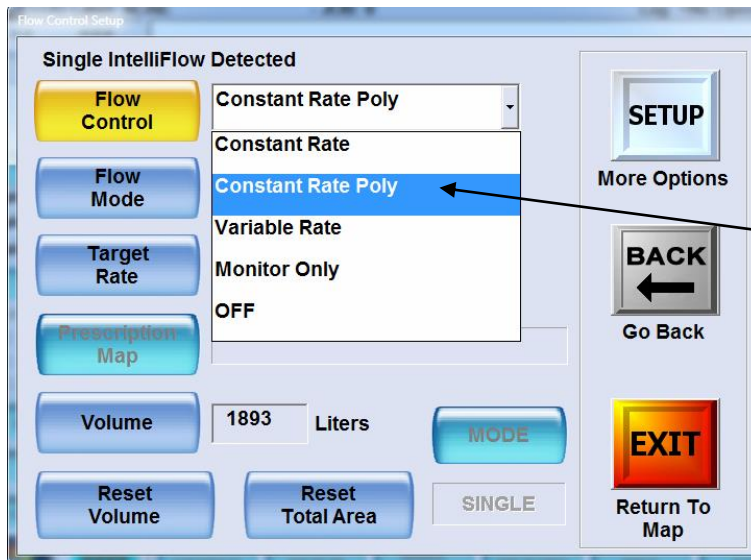 Flow Control Setup
Single IntelliFlow Detected
Flow
Control
Constant Rate Poly
Constant Rate
Constant Rate Poly
Variable Rate
Monitor Only
OFF
Flow
Mode
Target
Rate
Prescription
Map
Volume
1893
Liters
MODE
Reset
Volume
Reset
Total Area
SINGLE
SETUP
More Options
BACK
Go Back
EXIT
Return To
Map